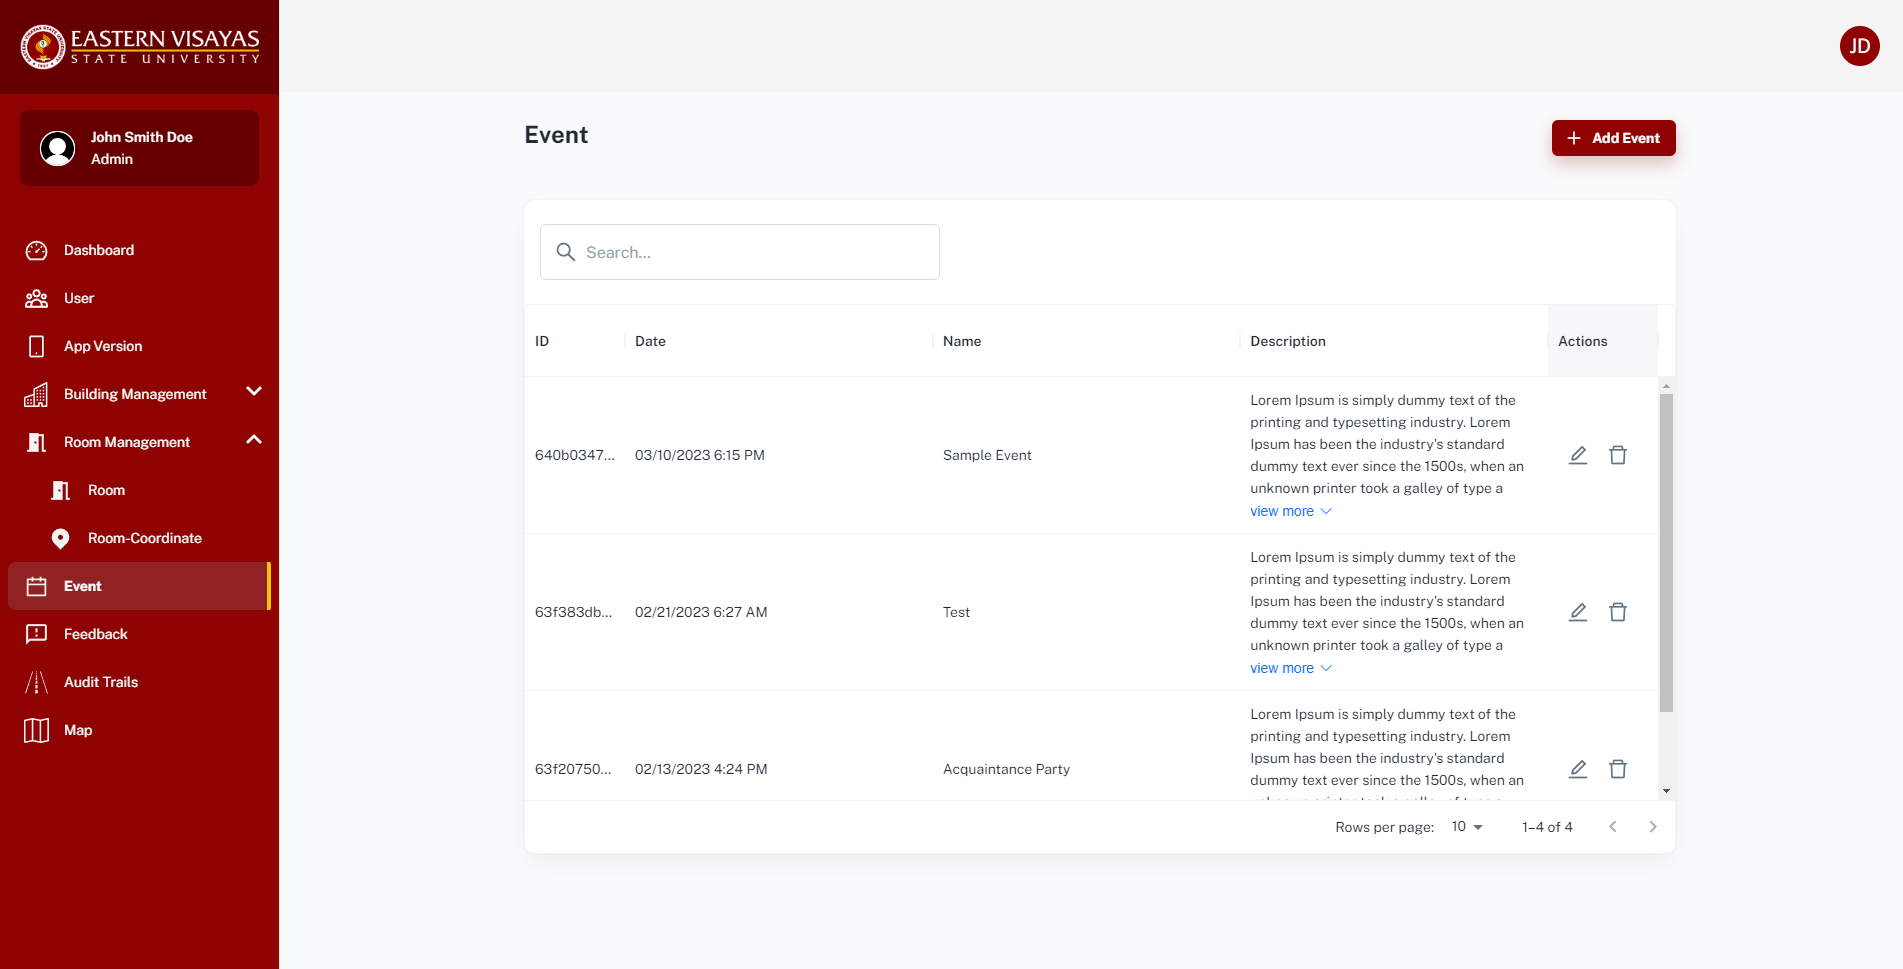 EASTERN VISAYAS
STATE UNIVERSITY
JD
John Smith Doe
Admin
Dashboard
User
App Version
Building Management
Room Management
Room
Room-Coordinate
Event
Feedback
Audit Trails
Map
Event
Add Event
Search...
ID
Date
Name
Description
Actions
640b0347...
03/10/2023 6:15 PM
Sample Event
Lorem Ipsum is simply dummy text of the
printing and typesetting industry. Lorem
Ipsum has been the industry's standard
dummy text ever since the 1500s, when an
unknown printer took a galley of type a
view more
63f383db...
02/21/2023 6:27 AM
Test
Lorem Ipsum is simply dummy text of the
printing and typesetting industry. Lorem
Ipsum has been the industry's standard
dummy text ever since the 1500s, when an
unknown printer took a galley of type a
view more
63f20750...
02/13/2023 4:24 PM
Acquaintance Party
Lorem Ipsum is simply dummy text of the
printing and typesetting industry. Lorem
Ipsum has been the industry's standard
dummy text ever since the 1500s, when an
Rows per page:
10
1–4 of 4